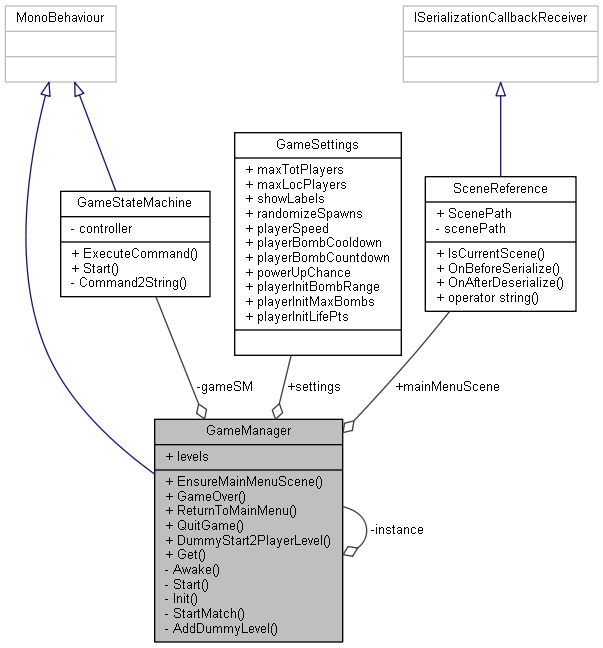 MonoBehaviour
ISerializationCallbackReceiver
GameSettings
+ maxTotPlayers
+ maxLocPlayers
+ showLabels
+ randomizeSpawns
+ playerSpeed
+ playerBombCooldown
+ playerBombCountdown
+ powerUpChance
+ playerInitBombRange
+ playerInitMaxBombs
+ playerInitLifePts
GameStateMachine
- controller
+ ExecuteCommand()
+ Start()
- Command2String()
SceneReference
+ ScenePath
- scenePath
+ IsCurrentScene()
+ OnBeforeSerialize()
+ OnAfterDeserialize()
+ operator string()
-gameSM
+settings
+mainMenuScene
GameManager
+ levels
+ EnsureMainMenuScene()
+ GameOver()
+ ReturnToMainMenu()
+ QuitGame()
+ DummyStart2PlayerLevel()
+ Get()
- Awake()
- Start()
- Init()
- StartMatch()
- AddDummyLevel()
-instance